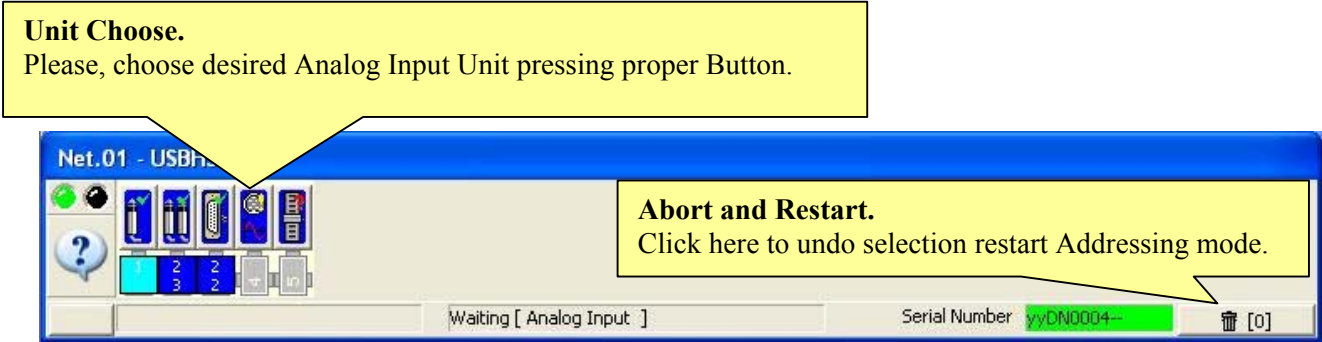 Unit Choose.
Please, choose desired Analog Input Unit pressing proper Button.
Net.01 - USBH
Abort and Restart.
Click here to undo selection restart Addressing mode.
?
1
2
3
2
2
4
5
Waiting [ Analog Input ]
Serial Number
yyDN0004--
[0]